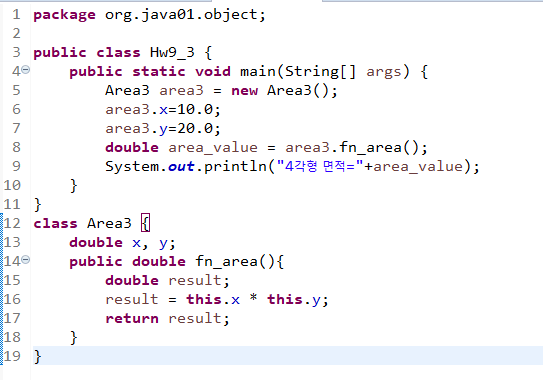 1 package org.java01.object;
2
3 public class Hw9_3 {
4     public static void main(String[] args) {
5         Area3 area3 = new Area3();
6         area3.x=10.0;
7         area3.y=20.0;
8         double area_value = area3.fn_area();
9         System.out.println("4각형 면적="+area_value);
10     }
11 }
12 class Area3 {
13     double x, y;
14     public double fn_area(){
15         double result;
16         result = this.x * this.y;
17         return result;
18     }
19 }